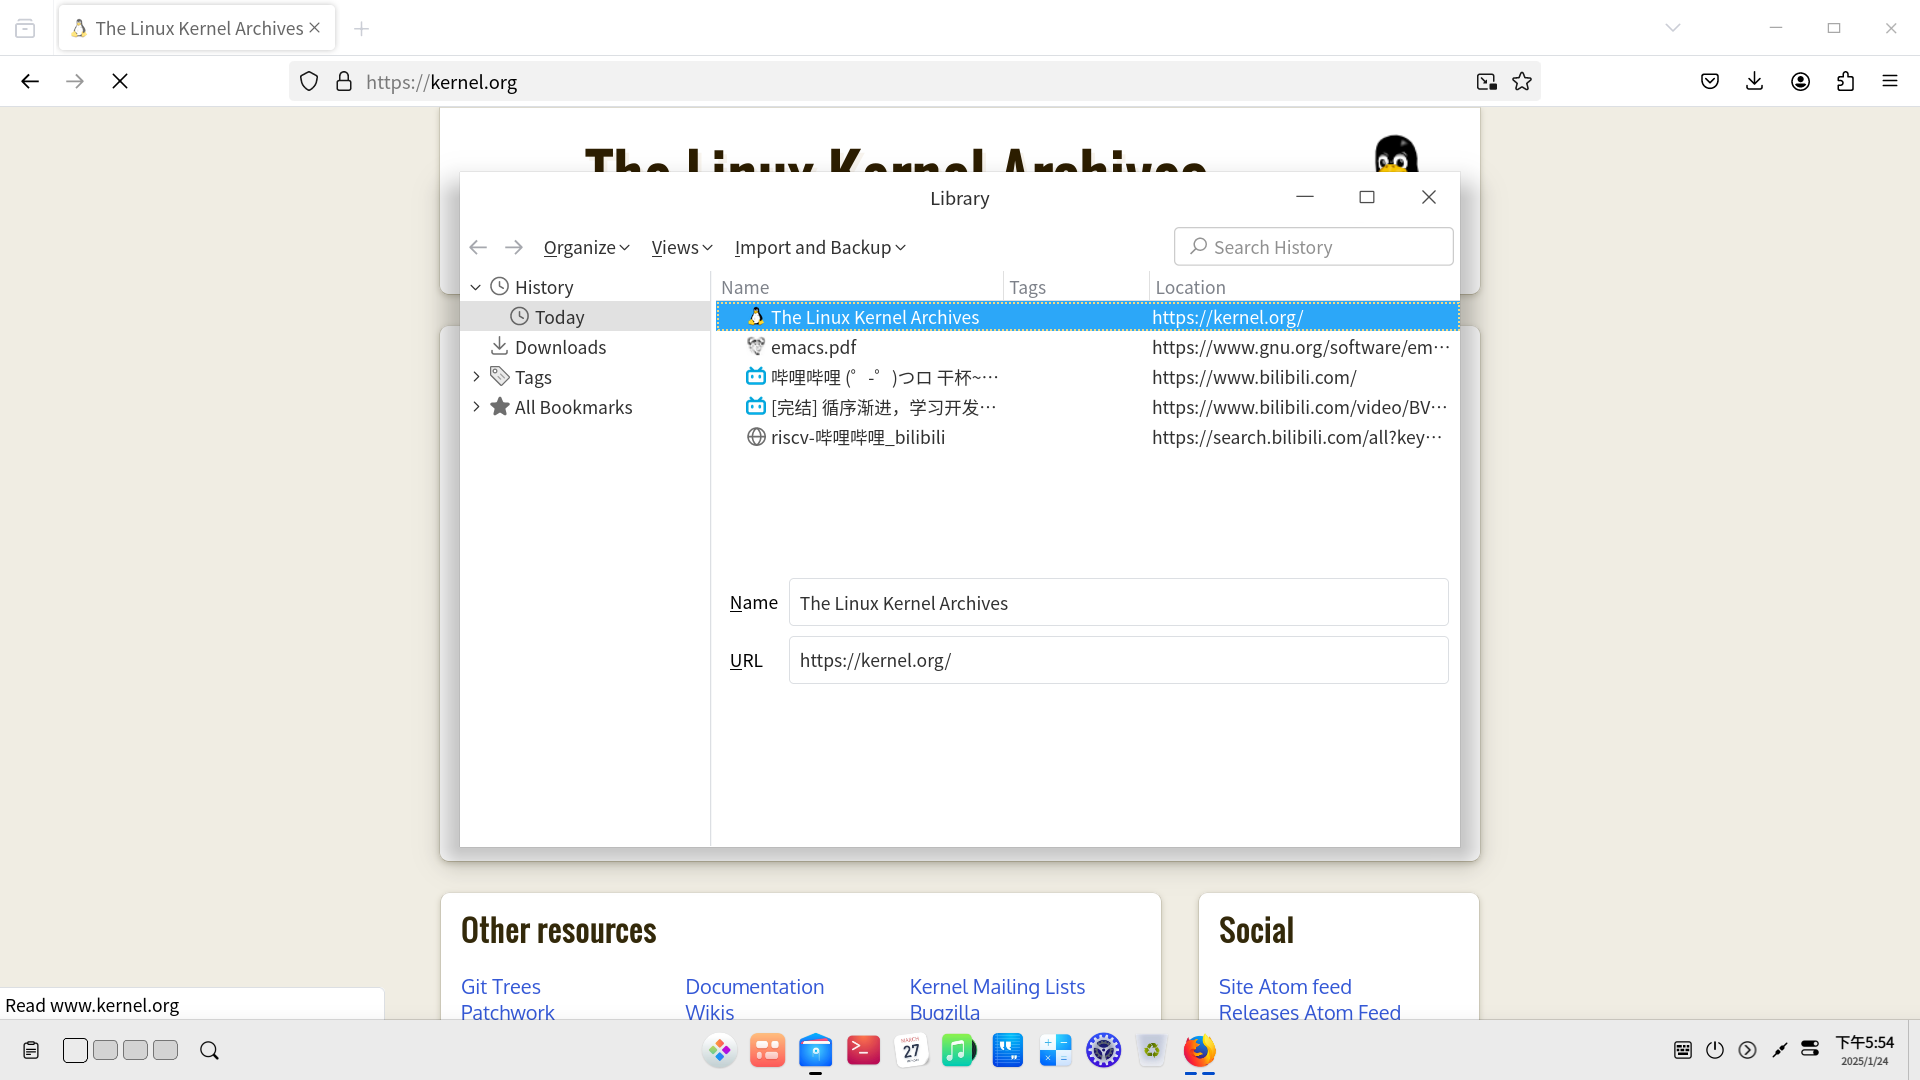 The Linux Kernel Archives
https://kernel.org
The Linux Kernel Archives
Library
Organize
Views
Import and Backup
Search History
History
Today
Downloads
Tags
All Bookmarks
Name Tags Location
The Linux Kernel Archives https://kernel.org/
emacs.pdf https://www.gnu.org/software/em…
哔哩哔哩 (゜-゜)つロ 干杯~… https://www.bilibili.com/
[完结] 循序渐进，学习开发… https://www.bilibili.com/video/BV…
riscv-哔哩哔哩_bilibili https://search.bilibili.com/all?key…
Name The Linux Kernel Archives
URL https://kernel.org/
Other resources
Git Trees Documentation Kernel Mailing Lists
Patchwork Wikis Bugzilla
Social
Site Atom feed
Releases Atom Feed
Read www.kernel.org
MARCH
27
下午5:54
2025/1/24